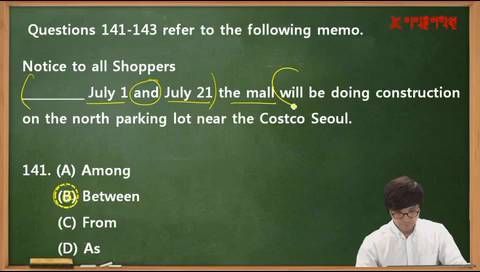 Questions 141-143 refer to the following memo.
Notice to all Shoppers
________ July 1 and July 21 the mall will be doing construction
on the north parking lot near the Costco Seoul.
141. (A) Among
(B) Between
(C) From
(D) As